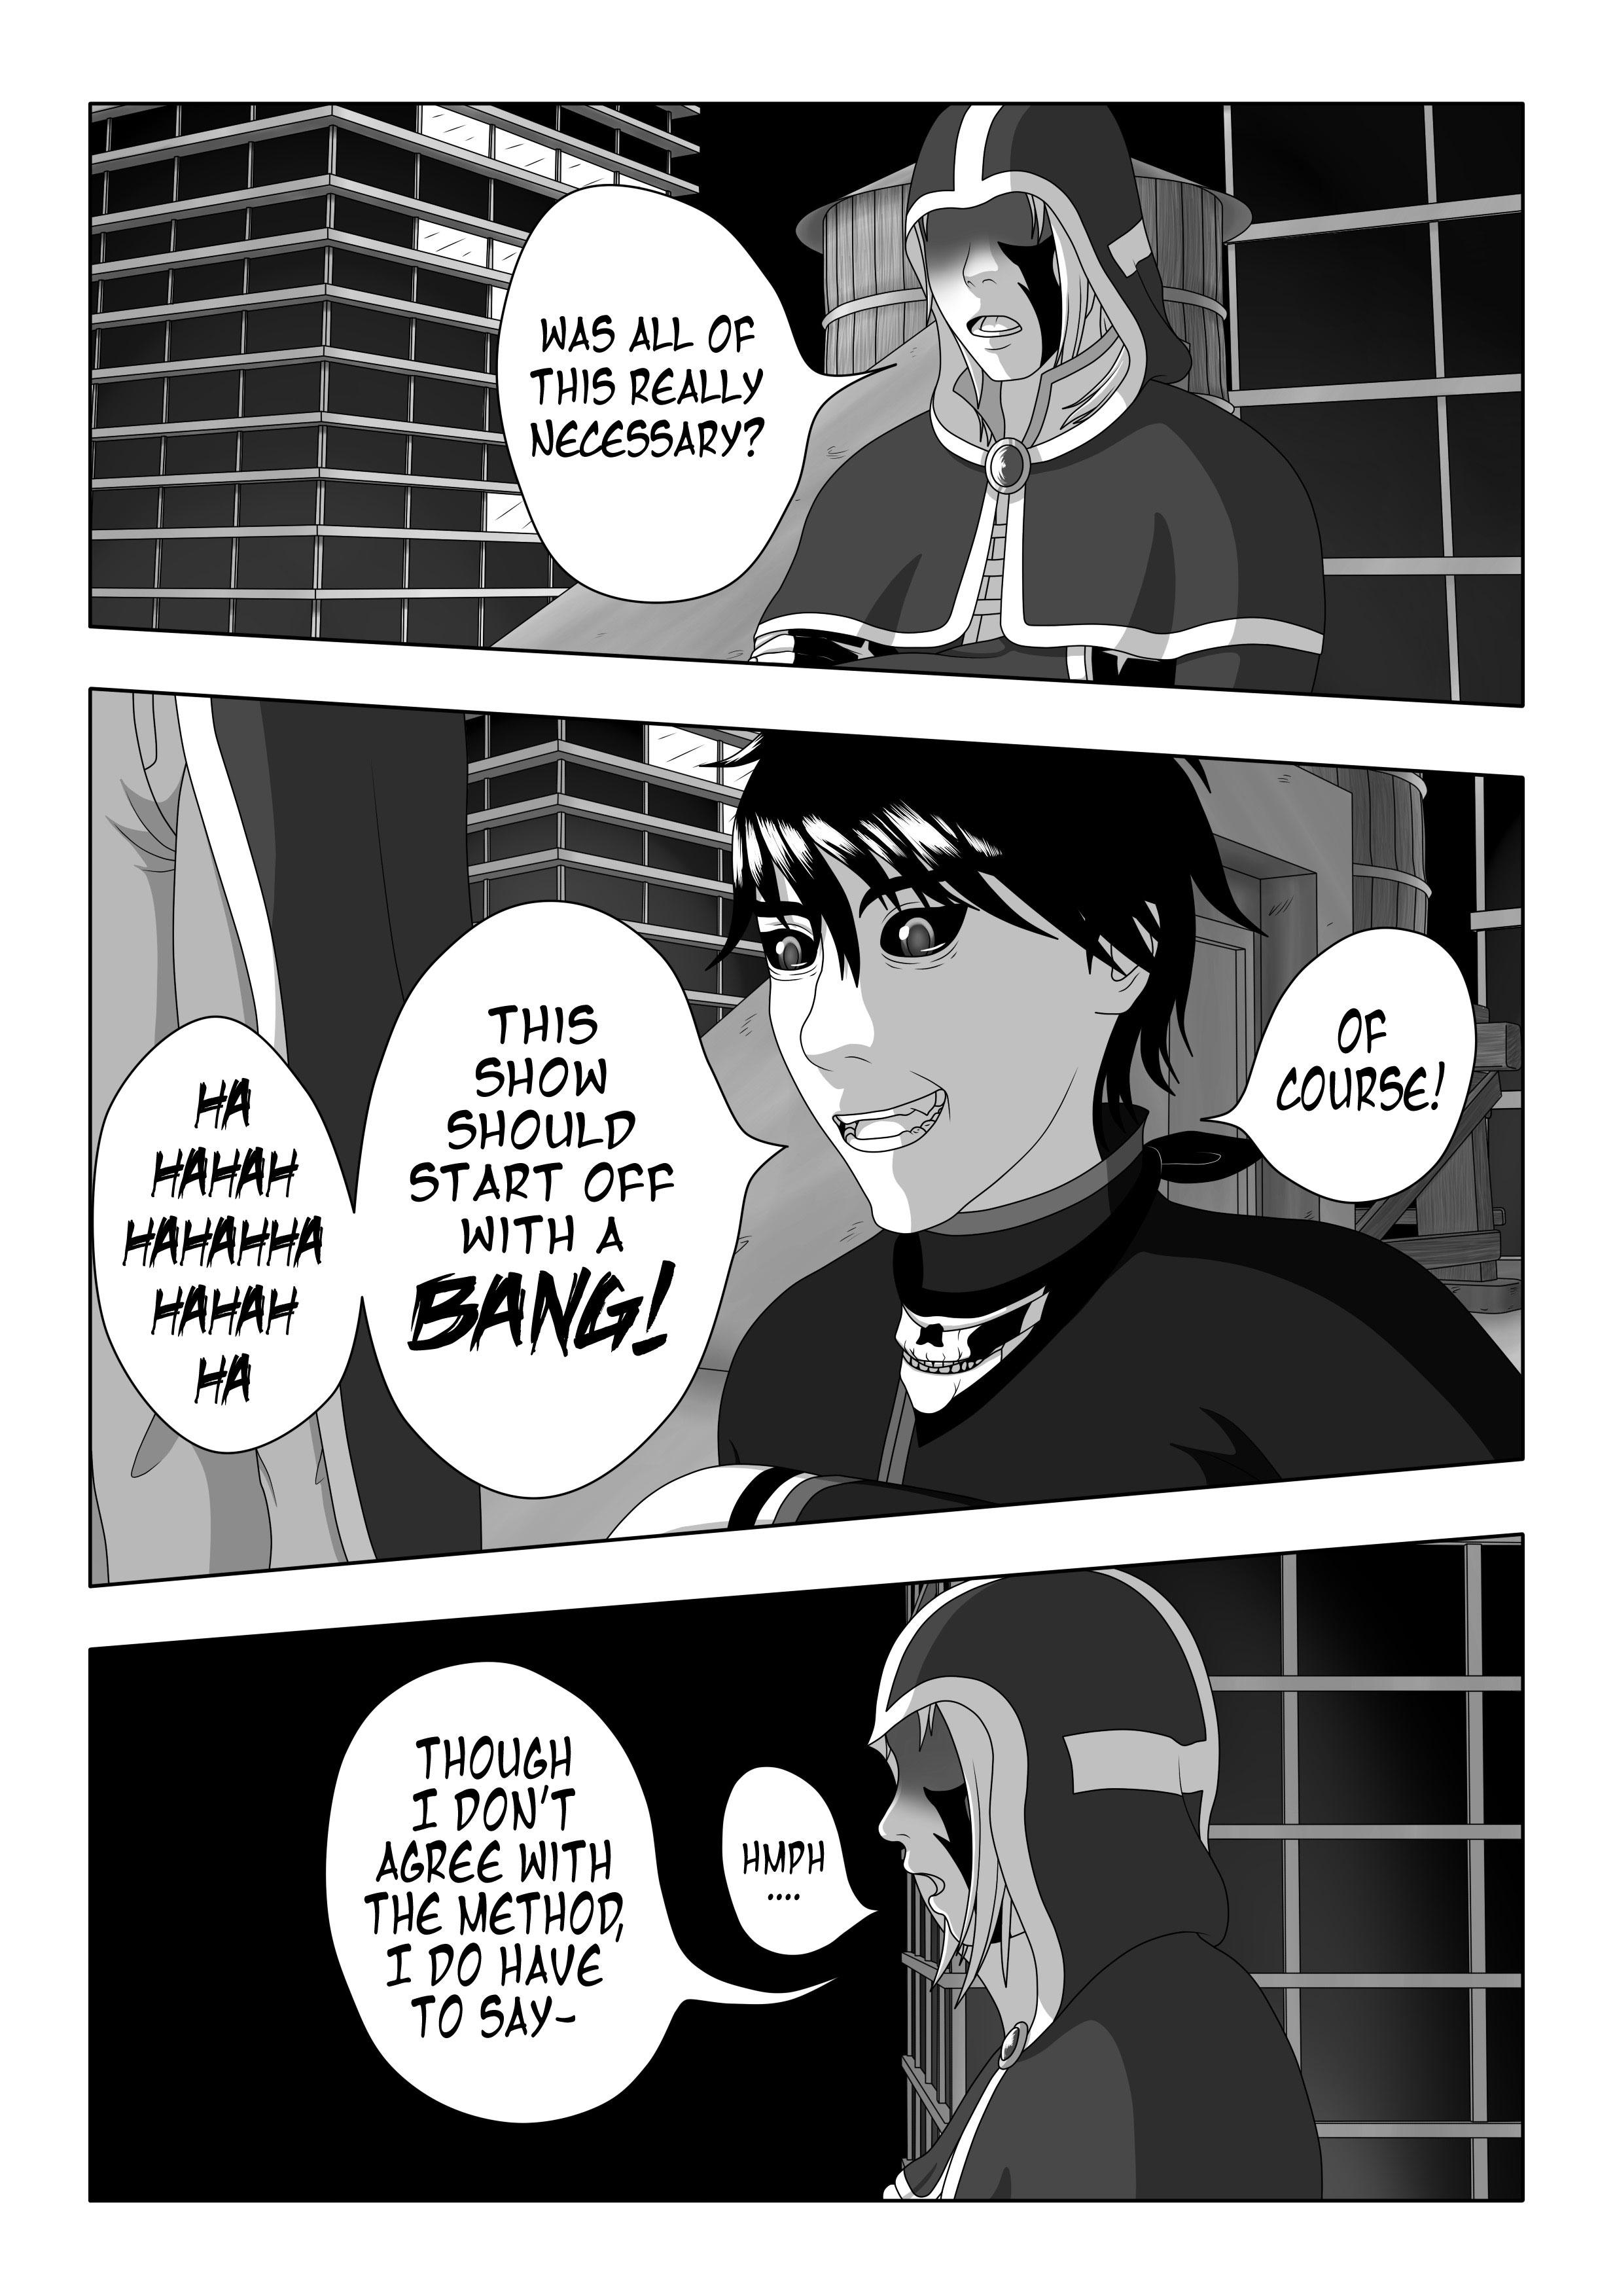 WAS ALL OF
THIS REALLY
NECESSARY?
OF
COURSE!
THIS
SHOW
SHOULD
START OFF
WITH A
BANG!
HA
HAHAH
HAHAHHA
HAHAH
HA
HMPH
....
THOUGH
I DON'T
AGREE WITH
THE METHOD,
I DO HAVE
TO SAY-